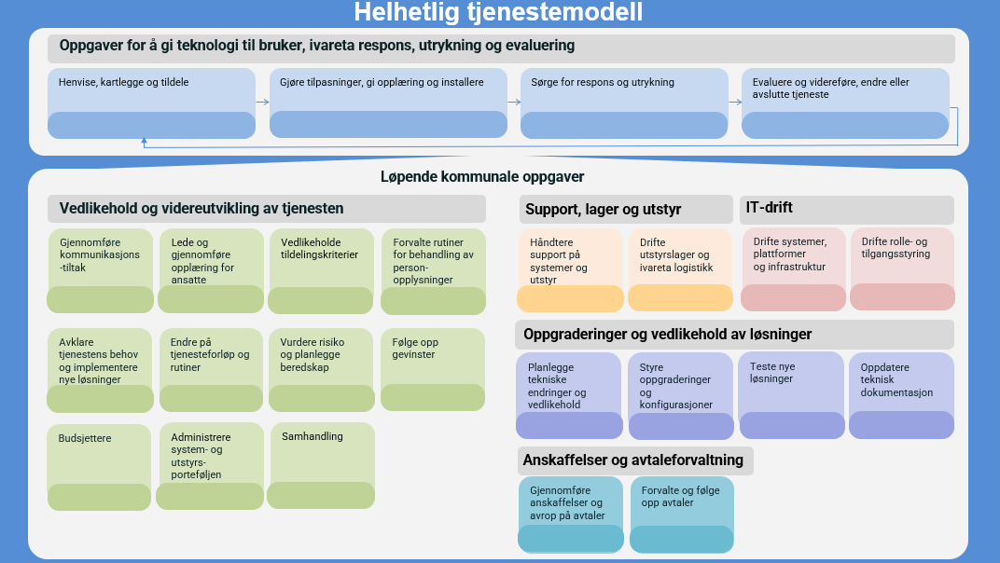 Helhetlig tjenestemodell
Oppgaver for å gi teknologi til bruker, ivareta respons, utrykning og evaluering
Henvise, kartlegge og tildele
Gjøre tilpasninger, gi opplæring og installere
Sørge for respons og utrykning
Evaluere og videreføre, endre eller
avslutte tjeneste
Løpende kommunale oppgaver
Vedlikehold og videreutvikling av tjenesten
Gjennomføre
kommunikasjons
-tiltak
Lede og
gjennomføre
opplæring for
ansatte
Vedlikeholde
tildelingskriterier
Forvalte rutiner
for behandling av
person-
opplysninger
Avklare
tjenestens behov
og implementere
nye løsninger
Endre på
tjenesteforløp og
rutiner
Vurdere risiko
og planlegge
beredskap
Følge opp
gevinster
Budsjettere
Administrere
system- og
utstyrs-
porteføljen
Samhandling
Support, lager og utstyr
Håndtere
support på
systemer og
utstyr
Drifte
utstyrslager og
ivareta logistikk
IT-drift
Drifte systemer,
plattformer
og infrastruktur
Drifte rolle- og
tilgangsstyring
Oppgraderinger og vedlikehold av løsninger
Planlegge
tekniske
endringer og
vedlikehold
Styre
oppgraderinger
og
konfigurasjoner
Teste nye
løsninger
Oppdatere
teknisk
dokumentasjon
Anskaffelser og avtaleforvaltning
Gjennomføre
anskaffelser og
avrop på avtaler
Forvalte og følge
opp avtaler